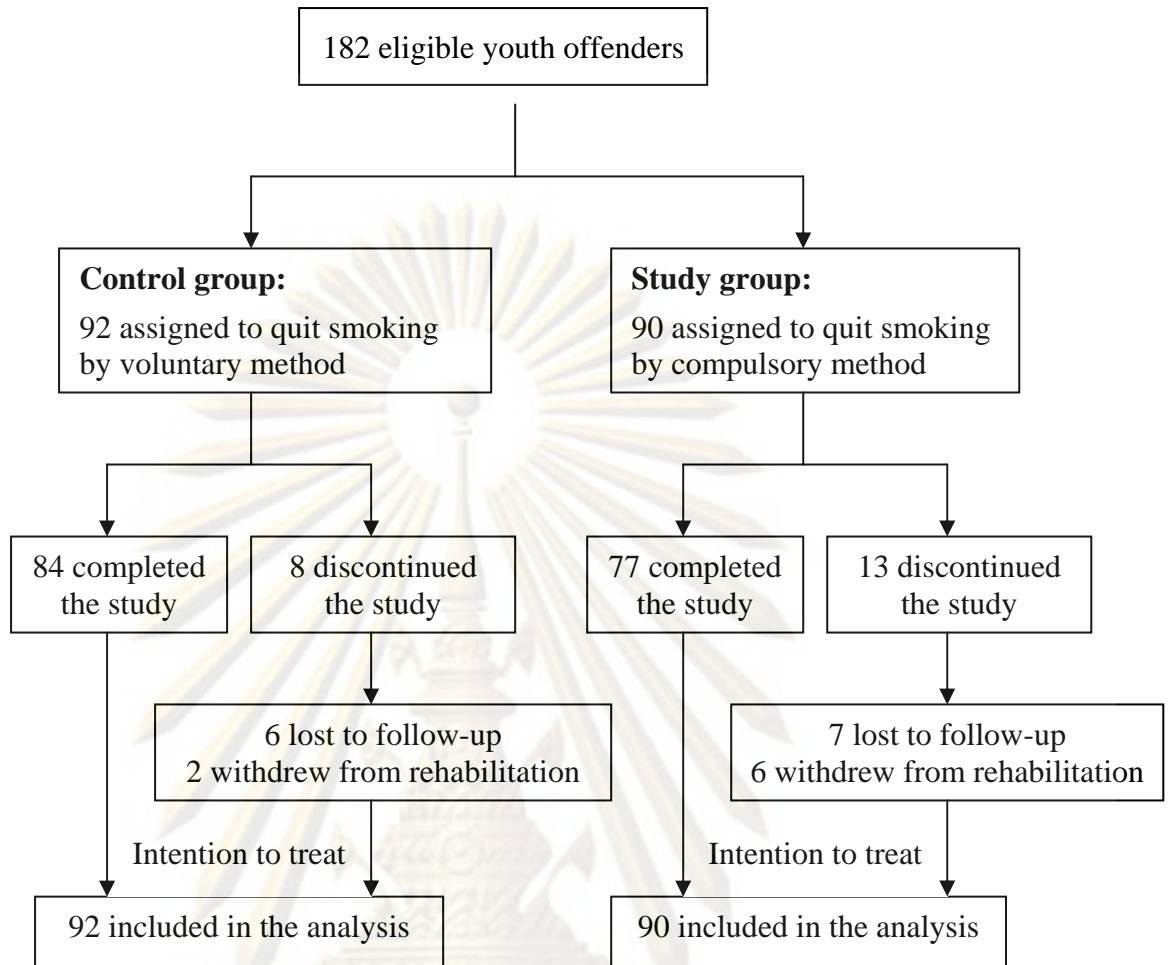 182 eligible youth offenders
Control group:
92 assigned to quit smoking
by voluntary method
Study group:
90 assigned to quit smoking
by compulsory method
84 completed
the study
8 discontinued
the study
77 completed
the study
13 discontinued
the study
6 lost to follow-up
2 withdrew from rehabilitation
7 lost to follow-up
6 withdrew from rehabilitation
Intention to treat
Intention to treat
92 included in the analysis
90 included in the analysis